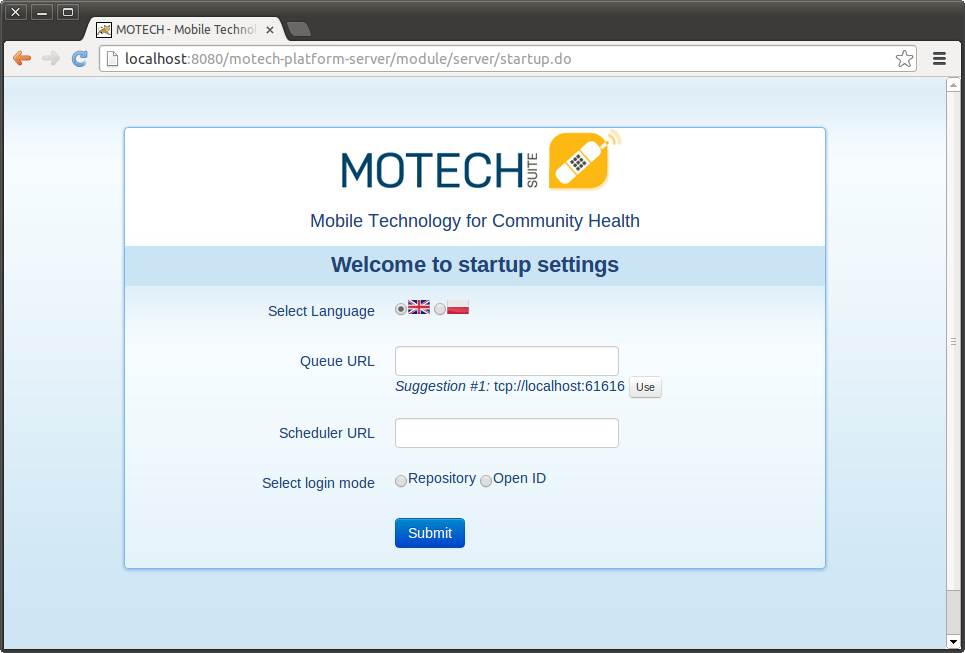 MOTECH - Mobile Technol
localhost:8080/motech-platform-server/module/server/startup.do
MOTECH SUITE
Mobile Technology for Community Health
Welcome to startup settings
Select Language
Queue URL
Suggestion #1: tcp://localhost:61616 Use
Scheduler URL
Select login mode Repository Open ID
Submit